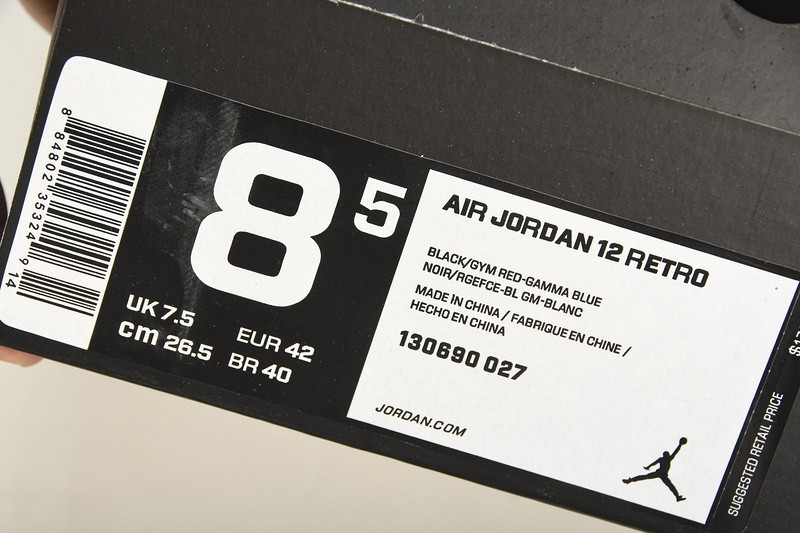 8 84802 35324 9 14
8 5
UK 7.5
cm 26.5
EUR 42
BR 40
AIR JORDAN 12 RETRO
BLACK/GYM RED-GAMMA BLUE
NOIR/RGEFCE-BL GM-BLANC
MADE IN CHINA / FABRIQUE EN CHINE /
HECHO EN CHINA
130690 027
JORDAN.COM
SUGGESTED RETAIL PRICE